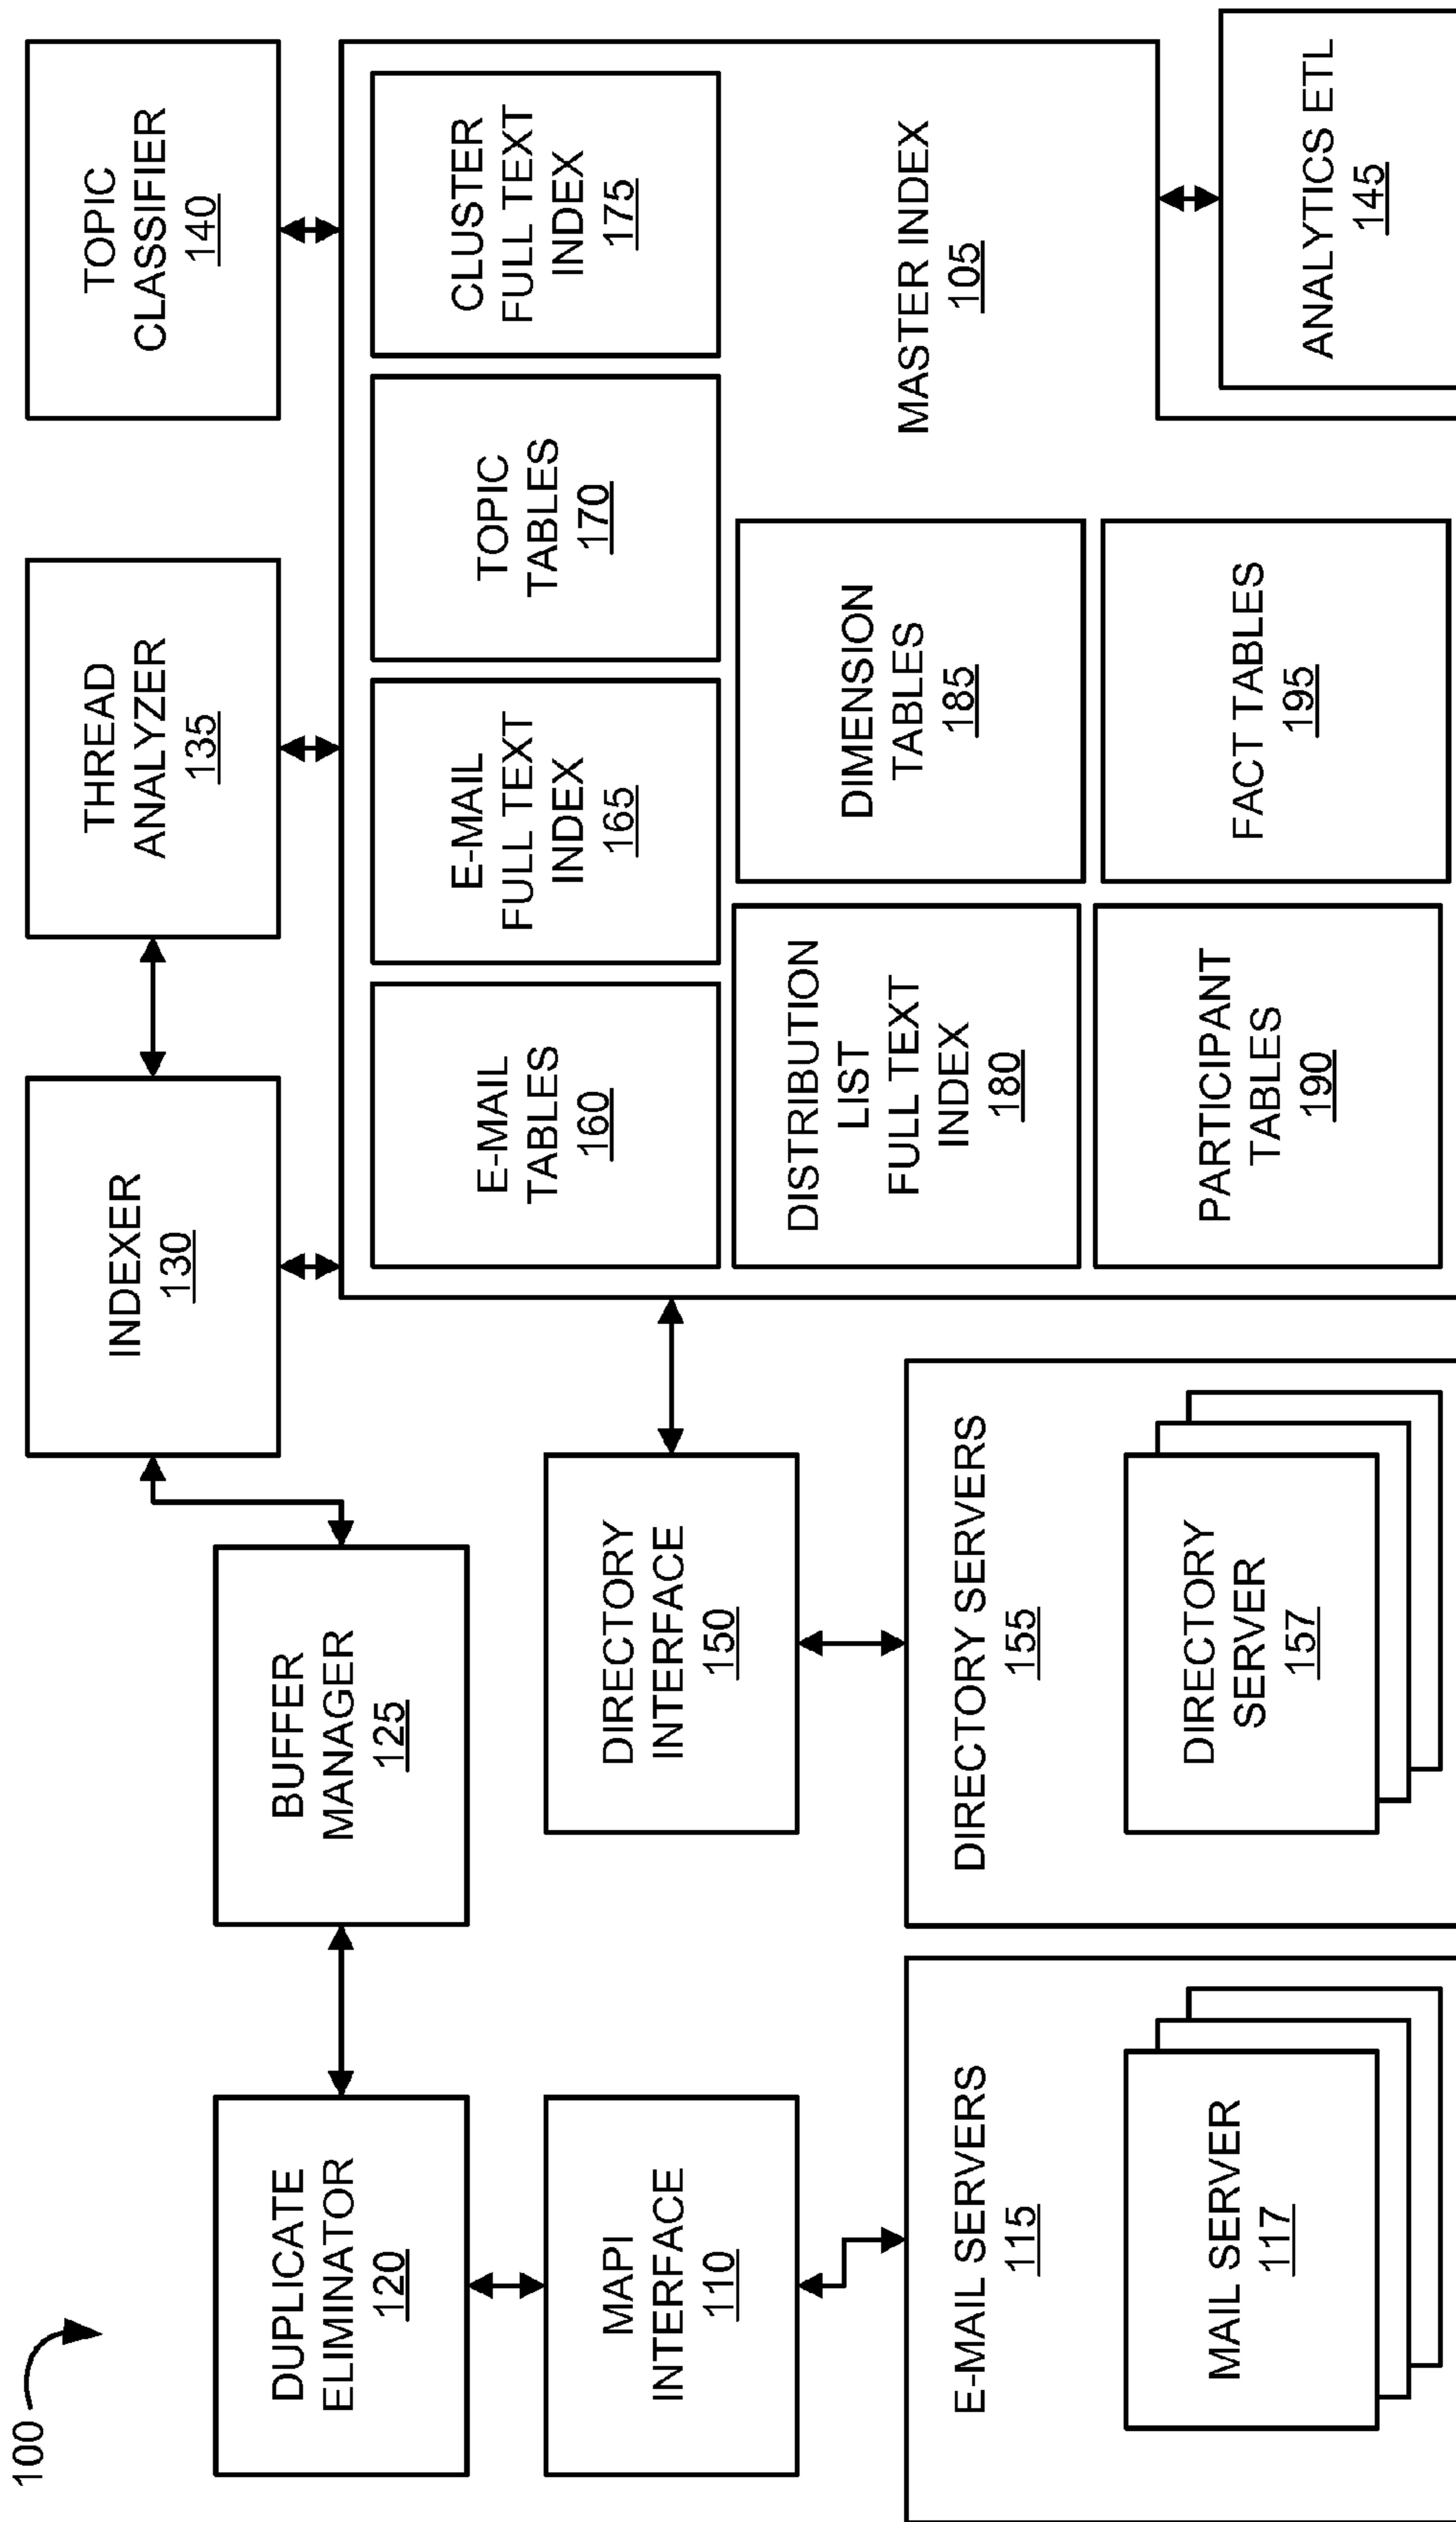 100
DUPLICATE
ELIMINATOR
120
BUFFER
MANAGER
125
INDEXER
130
THREAD
ANALYZER
135
TOPIC
CLASSIFIER
140
MAPI
INTERFACE
110
DIRECTORY
INTERFACE
150
E-MAIL
TABLES
160
E-MAIL
FULL TEXT
INDEX
165
TOPIC
TABLES
170
CLUSTER
FULL TEXT
INDEX
175
DISTRIBUTION
LIST
FULL TEXT
INDEX
180
DIMENSION
TABLES
185
MASTER INDEX
105
PARTICIPANT
TABLES
190
FACT TABLES
195
E-MAIL SERVERS
115
MAIL SERVER
117
DIRECTORY SERVERS
155
DIRECTORY
SERVER
157
ANALYTICS ETL
145